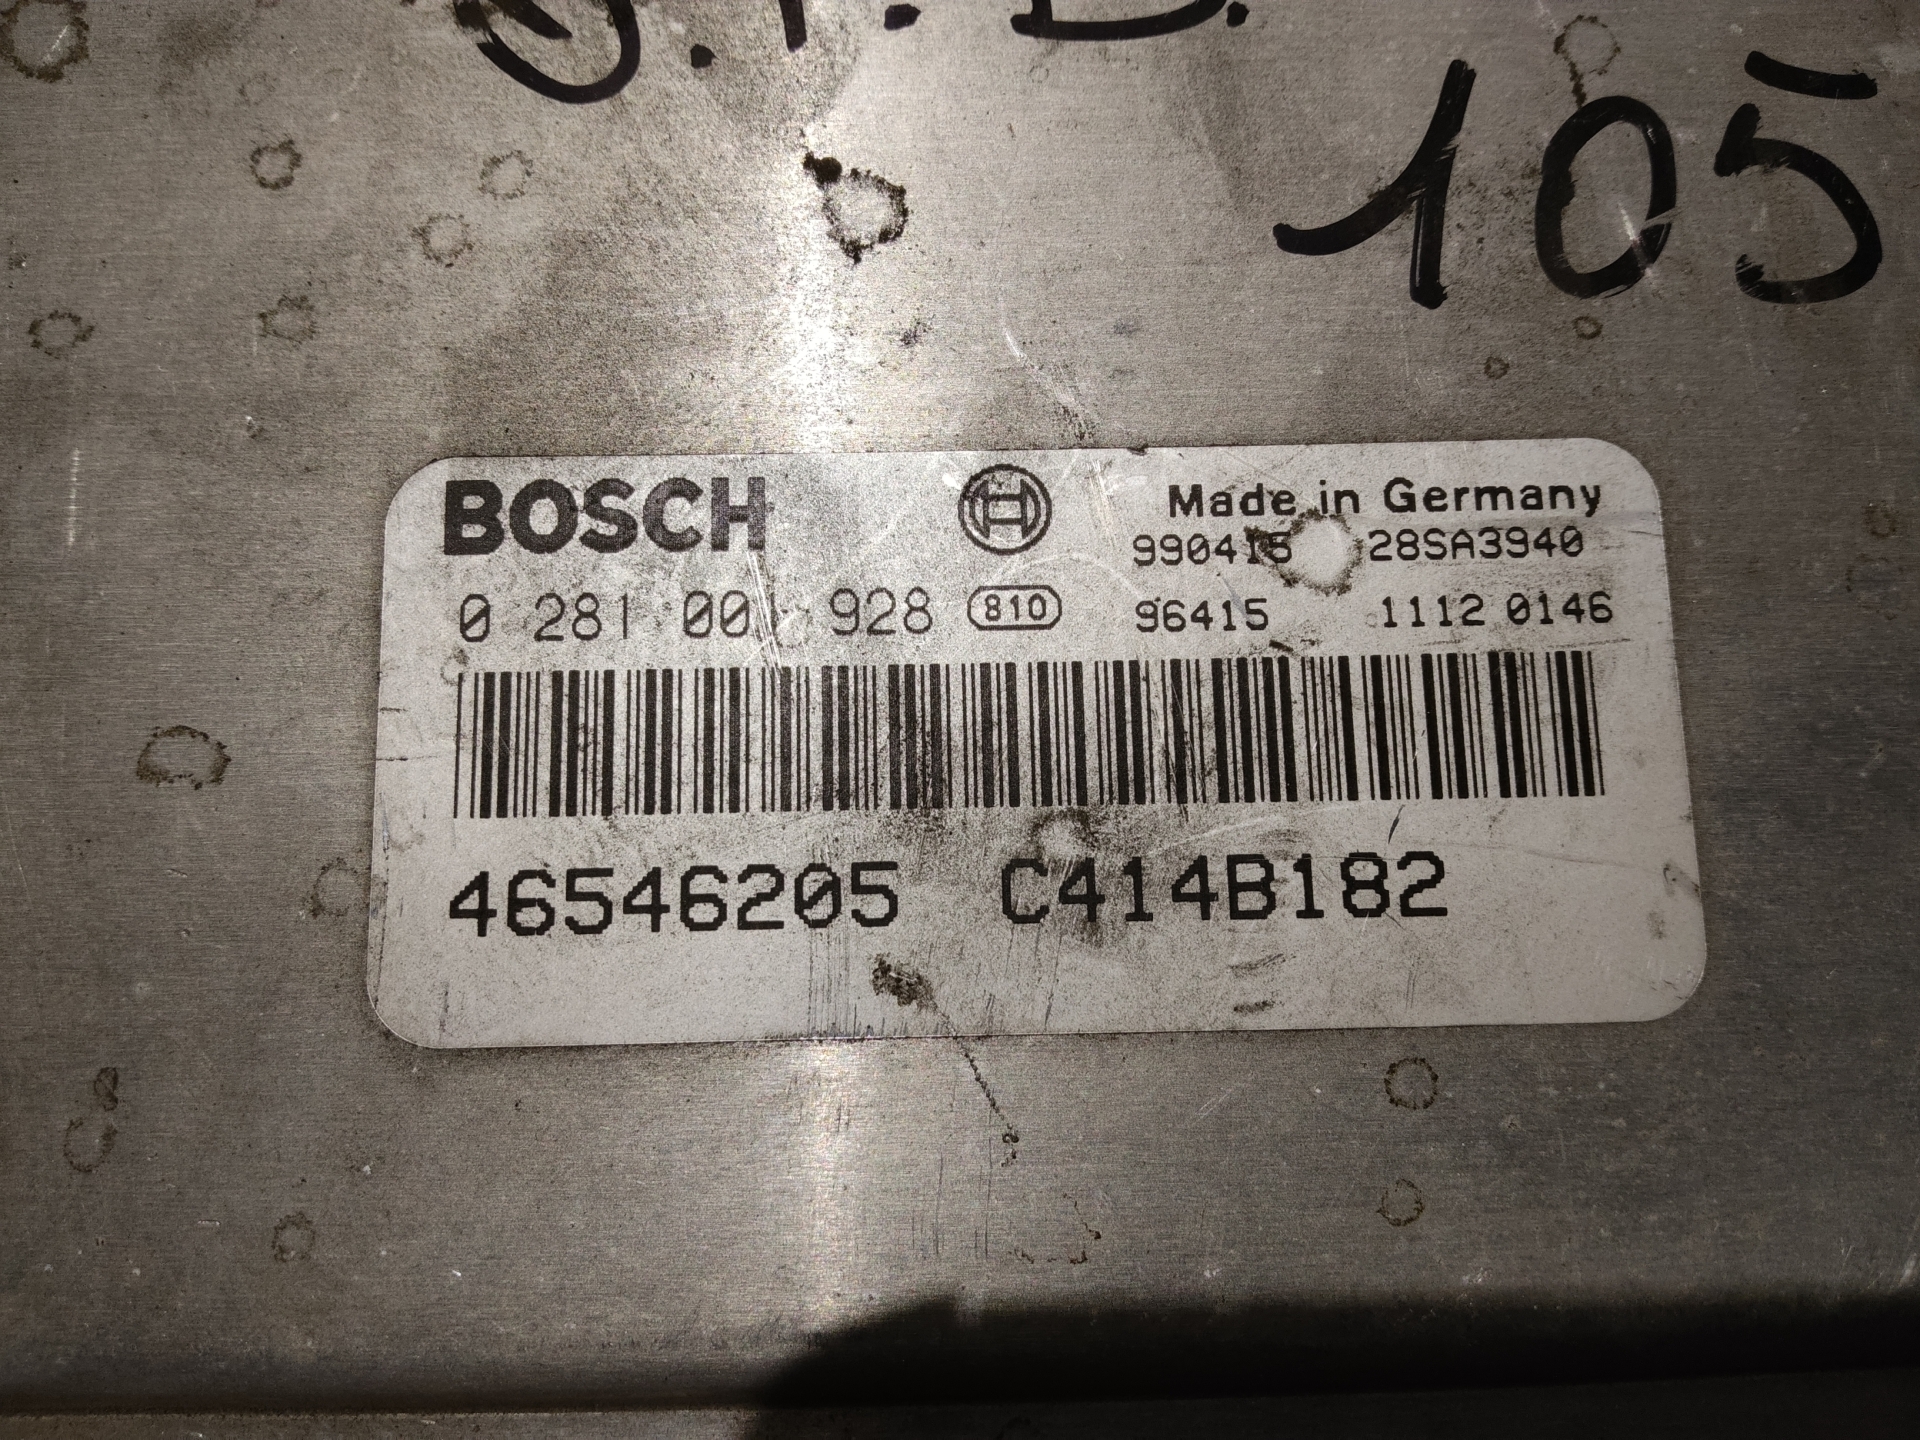 105
BOSCH
Made in Germany
990415 28SA3940
0 281 001 928 810 96415 1112 0146
46546205 C414B182